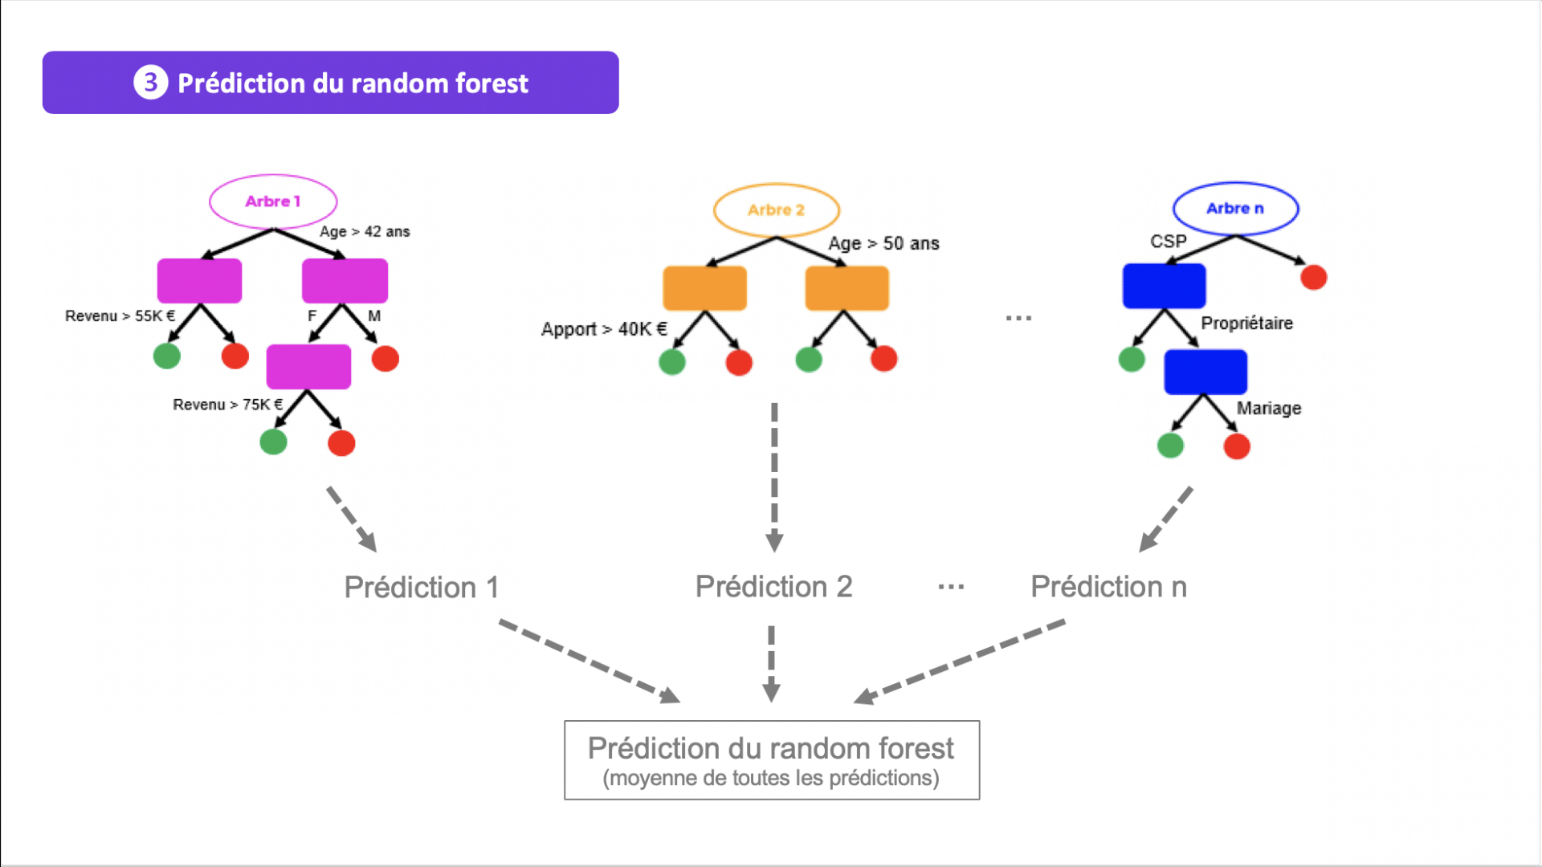 3 Prédiction du random forest
Arbre 1
Age > 42 ans
Revenu > 55K €
F
M
Revenu > 75K €
Arbre 2
Age > 50 ans
Apport > 40K €
...
Arbre n
CSP
Propriétaire
Mariage
Prédiction 1
Prédiction 2
...
Prédiction n
Prédiction du random forest
(moyenne de toutes les prédictions)